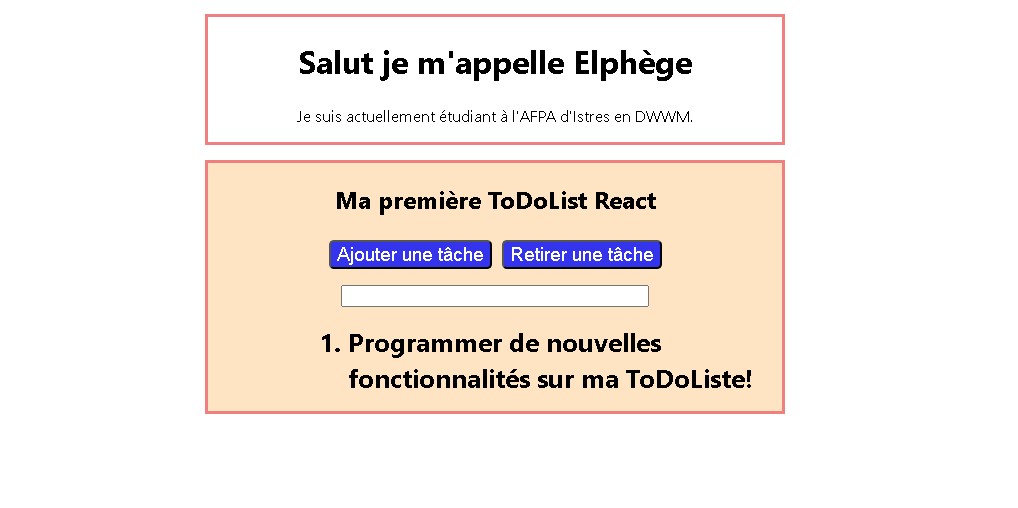 Salut je m'appelle Elphège
Je suis actuellement étudiant à l'AFPA d'Istres en DWWM.
Ma première ToDoList React
Ajouter une tâche Retirer une tâche
1. Programmer de nouvelles
fonctionnalités sur ma ToDoListe!